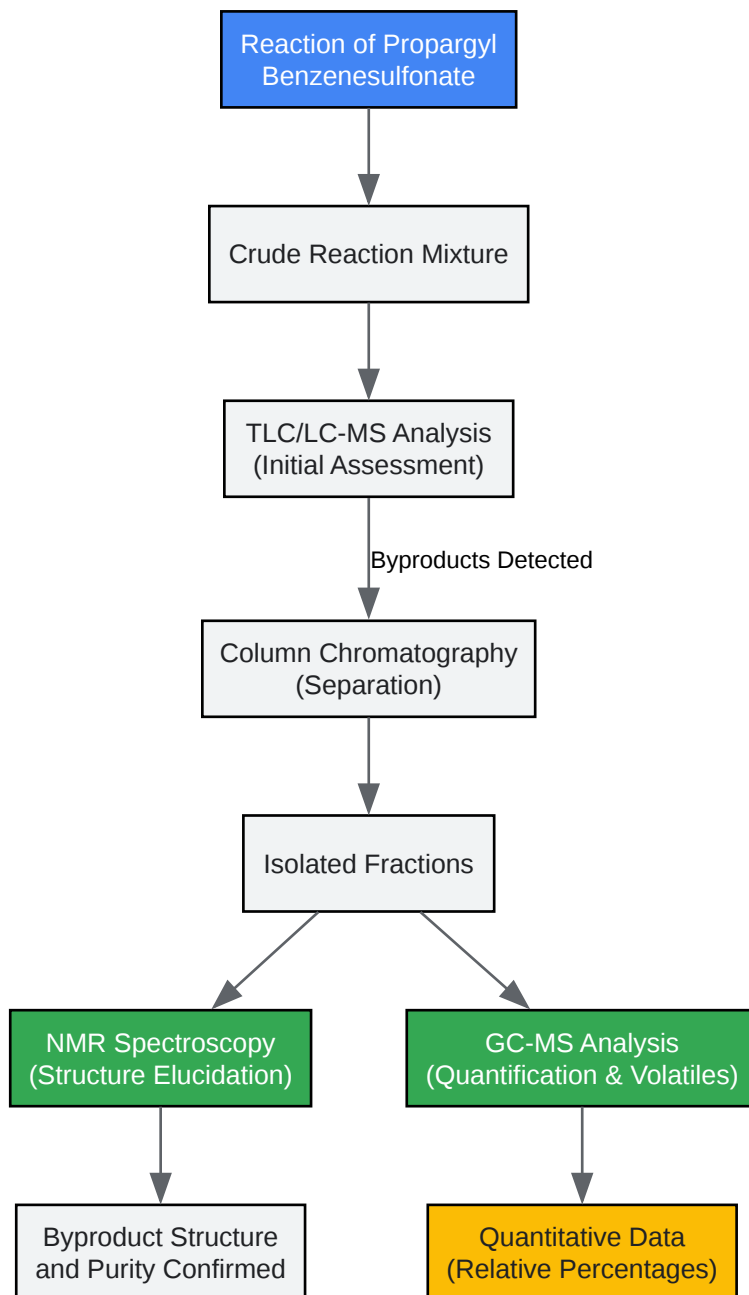 Reaction of Propargyl
Benzenesulfonate
Crude Reaction Mixture
TLC/LC-MS Analysis
(Initial Assessment)
Byproducts Detected
Column Chromatography
(Separation)
Isolated Fractions
NMR Spectroscopy
(Structure Elucidation)
GC-MS Analysis
(Quantification & Volatiles)
Byproduct Structure
and Purity Confirmed
Quantitative Data
(Relative Percentages)